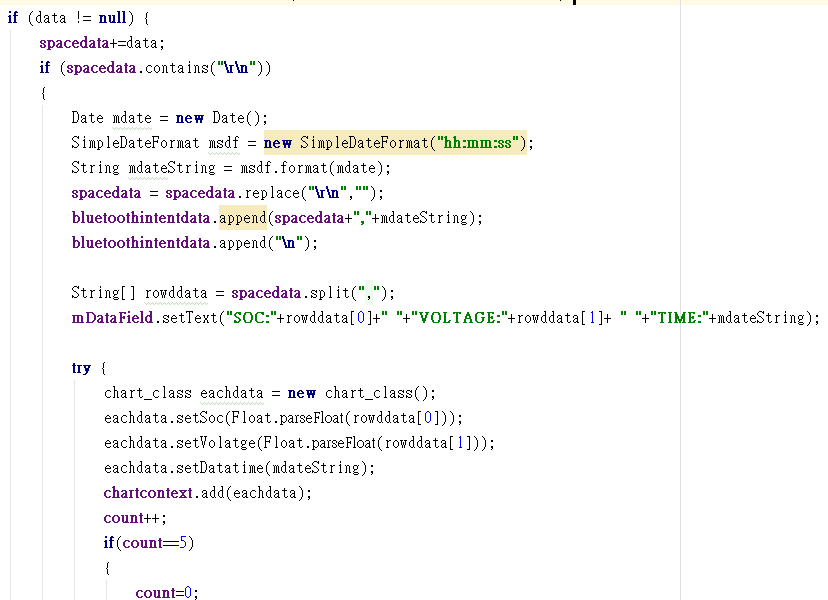 if (data != null) {
spacedata+=data;
if (spacedata.contains("\r\n"))
{
Date mdate = new Date();
SimpleDateFormat msdf = new SimpleDateFormat("hh:mm:ss");
String mdateString = msdf.format(mdate);
spacedata = spacedata.replace("\r\n","");
bluetoothintentdata.append(spacedata+","+mdateString);
bluetoothintentdata.append("\n");
String[] rowddata = spacedata.split(",");
mDataField.setText("SOC:"+rowddata[0]+" "+"VOLTAGE:"+rowddata[1]+ " "+"TIME:"+mdateString);
try {
chart_class eachdata = new chart_class();
eachdata.setSoc(Float.parseFloat(rowddata[0]));
eachdata.setVolatge(Float.parseFloat(rowddata[1]));
eachdata.setDatatime(mdateString);
chartcontext.add(eachdata);
count++;
if(count==5)
{
count=0;